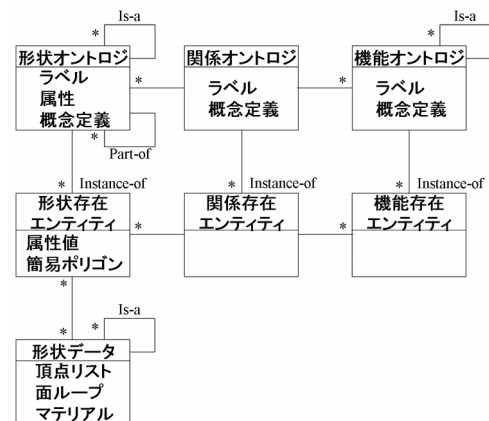 Is-a
Is-a
*
*
形状オントロジ
関係オントロジ
機能オントロジ
ラベル
属性
概念定義
*
ラベル
概念定義
*
ラベル
概念定義
*
Part-of
* Instance-of
* Instance-of
* Instance-of
形状存在
エンティティ
関係存在
エンティティ
機能存在
エンティティ
属性値
簡易ポリゴン
*
*
*
Is-a
*
*
形状データ
頂点リスト
面ループ
マテリアル